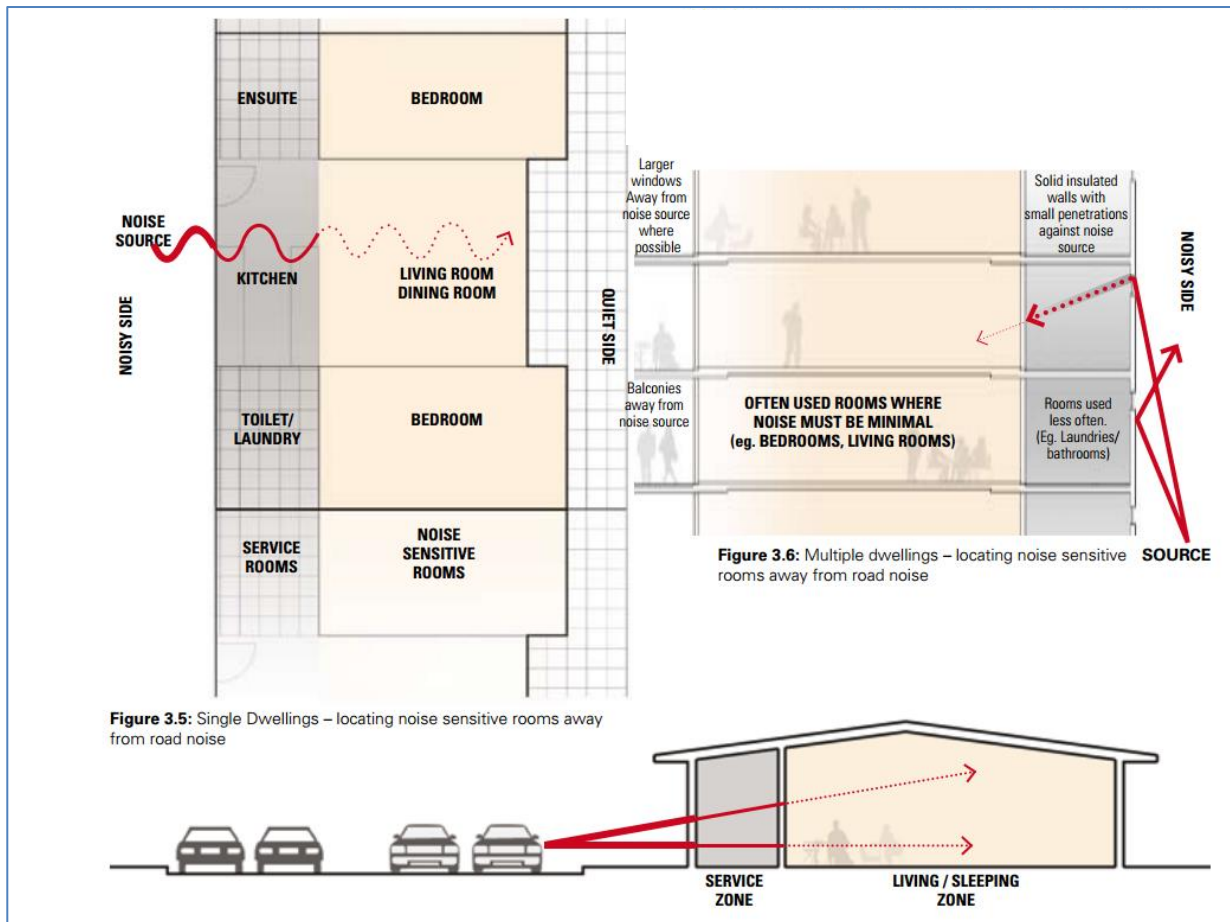 ENSUITE
BEDROOM
NOISE
SOURCE
NOISY SIDE
KITCHEN
LIVING ROOM
DINING ROOM
QUIET SIDE
TOILET/
LAUNDRY
BEDROOM
SERVICE
ROOMS
NOISE
SENSITIVE
ROOMS
Figure 3.5: Single Dwellings – locating noise sensitive rooms away
from road noise
Larger
windows
Away from
noise source
where
possible
Solid insulated
walls with
small penetrations
against noise
source
NOISY SIDE
Balconies
away from
noise source
OFTEN USED ROOMS WHERE
NOISE MUST BE MINIMAL
(eg. BEDROOMS, LIVING ROOMS)
Rooms used
less often.
(Eg. Laundries/
bathrooms)
SOURCE
Figure 3.6: Multiple dwellings – locating noise sensitive
rooms away from road noise
SERVICE
ZONE
LIVING / SLEEPING
ZONE